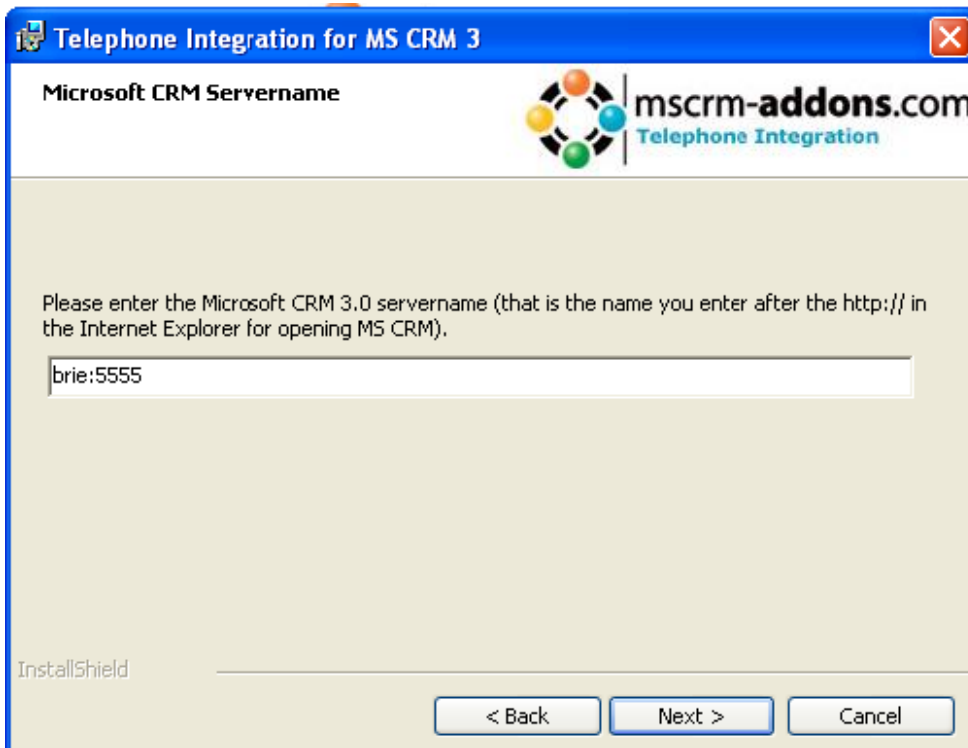 Telephone Integration for MS CRM 3
Microsoft CRM Servername
mscrm-addons.com
Telephone Integration
Please enter the Microsoft CRM 3.0 servername (that is the name you enter after the http:// in
the Internet Explorer for opening MS CRM).
brie:5555
InstallShield
< Back
Next >
Cancel